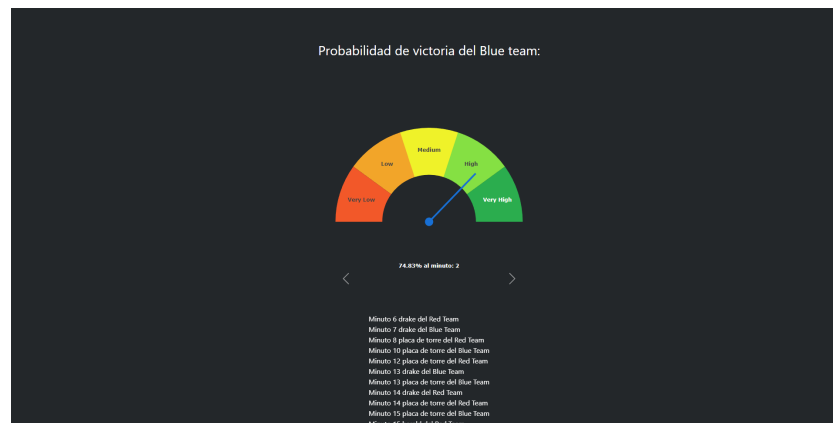 Probabilidad de victoria del Blue team:
Medium
Low
High
Very Low
Very High
74.83% al minuto: 2
Minuto 6 drake del Red Team
Minuto 7 drake del Blue Team
Minuto 8 placa de torre del Red Team
Minuto 10 placa de torre del Blue Team
Minuto 12 placa de torre del Red Team
Minuto 13 drake del Blue Team
Minuto 13 placa de torre del Blue Team
Minuto 14 drake del Red Team
Minuto 14 placa de torre del Red Team
Minuto 15 placa de torre del Blue Team